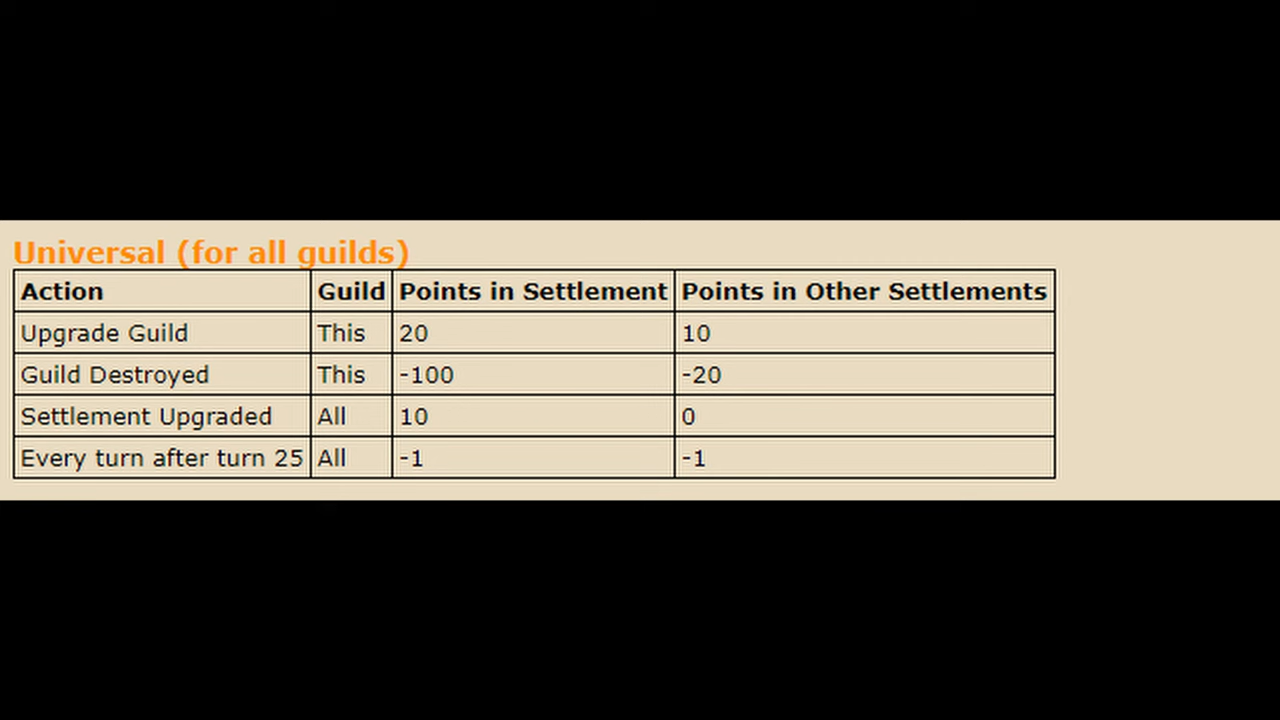 Universal (for all guilds)
Action Guild Points in Settlement Points in Other Settlements
Upgrade Guild This 20 10
Guild Destroyed This -100 -20
Settlement Upgraded All 10 0
Every turn after turn 25 All -1 -1